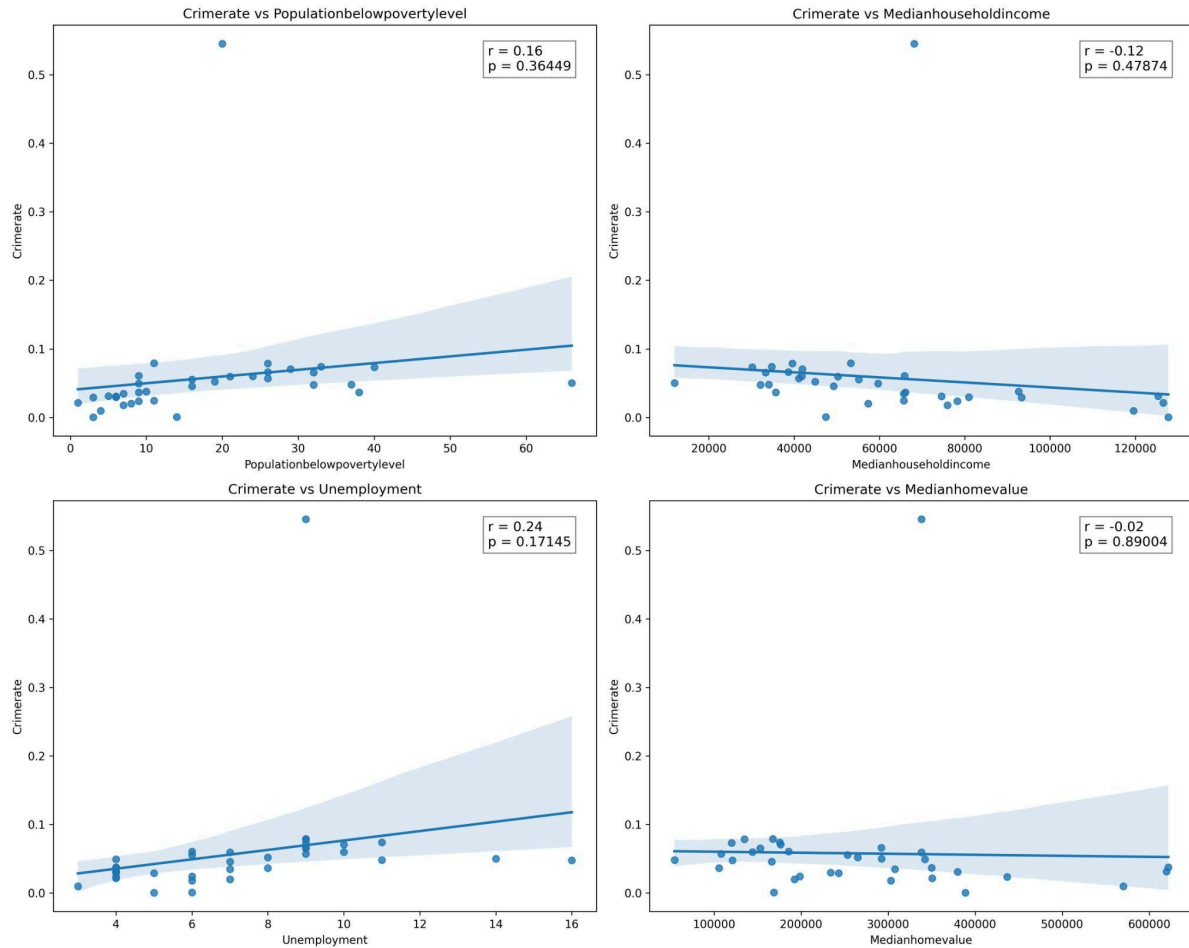 Crimerate vs Populationbelowpovertylevel
r = 0.16
p = 0.36449
Crimerate
0.5
0.4
0.3
0.2
0.1
0.0
0 10 20 30 40 50 60
Populationbelowpovertylevel
Crimerate vs Medianhouseholdincome
r = -0.12
p = 0.47874
Crimerate
0.5
0.4
0.3
0.2
0.1
0.0
20000 40000 60000 80000 100000 120000
Medianhouseholdincome
Crimerate vs Unemployment
r = 0.24
p = 0.17145
Crimerate
0.5
0.4
0.3
0.2
0.1
0.0
4 6 8 10 12 14 16
Unemployment
Crimerate vs Medianhomevalue
r = -0.02
p = 0.89004
Crimerate
0.5
0.4
0.3
0.2
0.1
0.0
100000 200000 300000 400000 500000 600000
Medianhomevalue